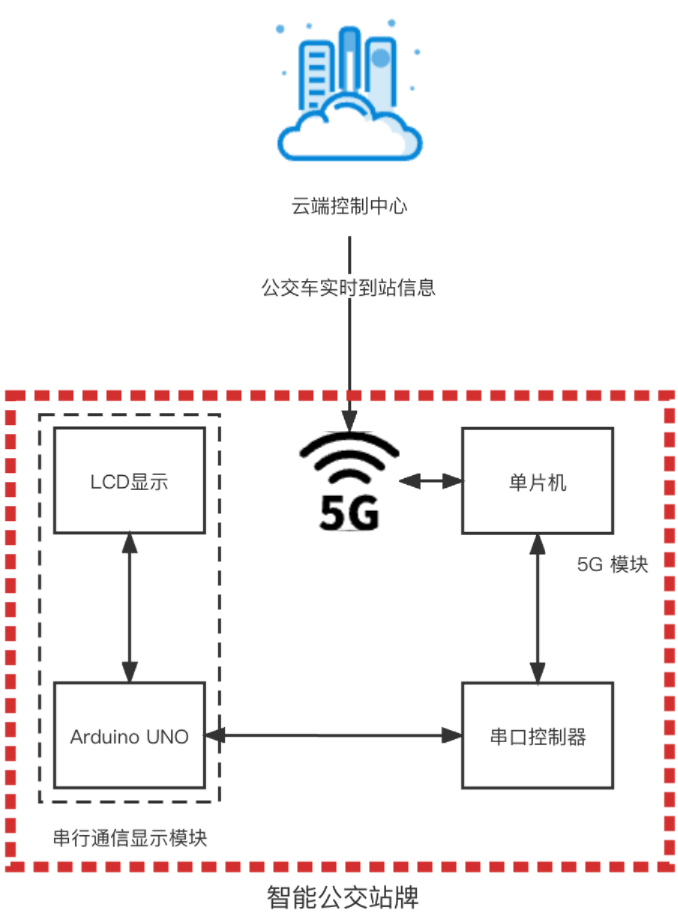 云端控制中心
公交车实时到站信息
LCD显示
5G
单片机
5G 模块
Arduino UNO
串口控制器
串行通信显示模块
智能公交站牌